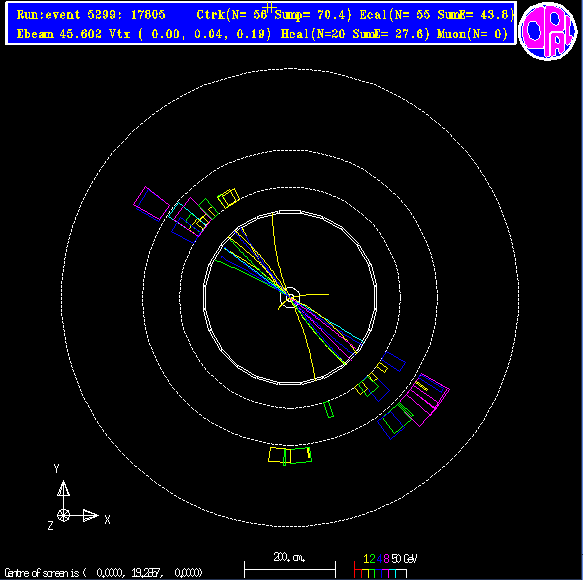 Run:event 5299: 17605 Ctrk(N= 56 Sump= 70.4) Ecal(N= 55 SumE= 43.8)
Ebeam 45.602 Vtx ( 0.00, 0.04, 0.19) Hcal(N=20 SumE= 27.6) Muon(N= 0)
Y
X
Z
200. cm.
1 2 4 8 50 GeV
Centre of screen is ( 0.0000, 19.2857, 0.0000)